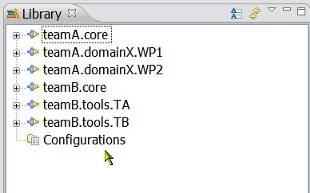 Library
teamA.core
teamA.domainX.WP1
teamA.domainX.WP2
teamB.core
teamB.tools.TA
teamB.tools.TB
Configurations